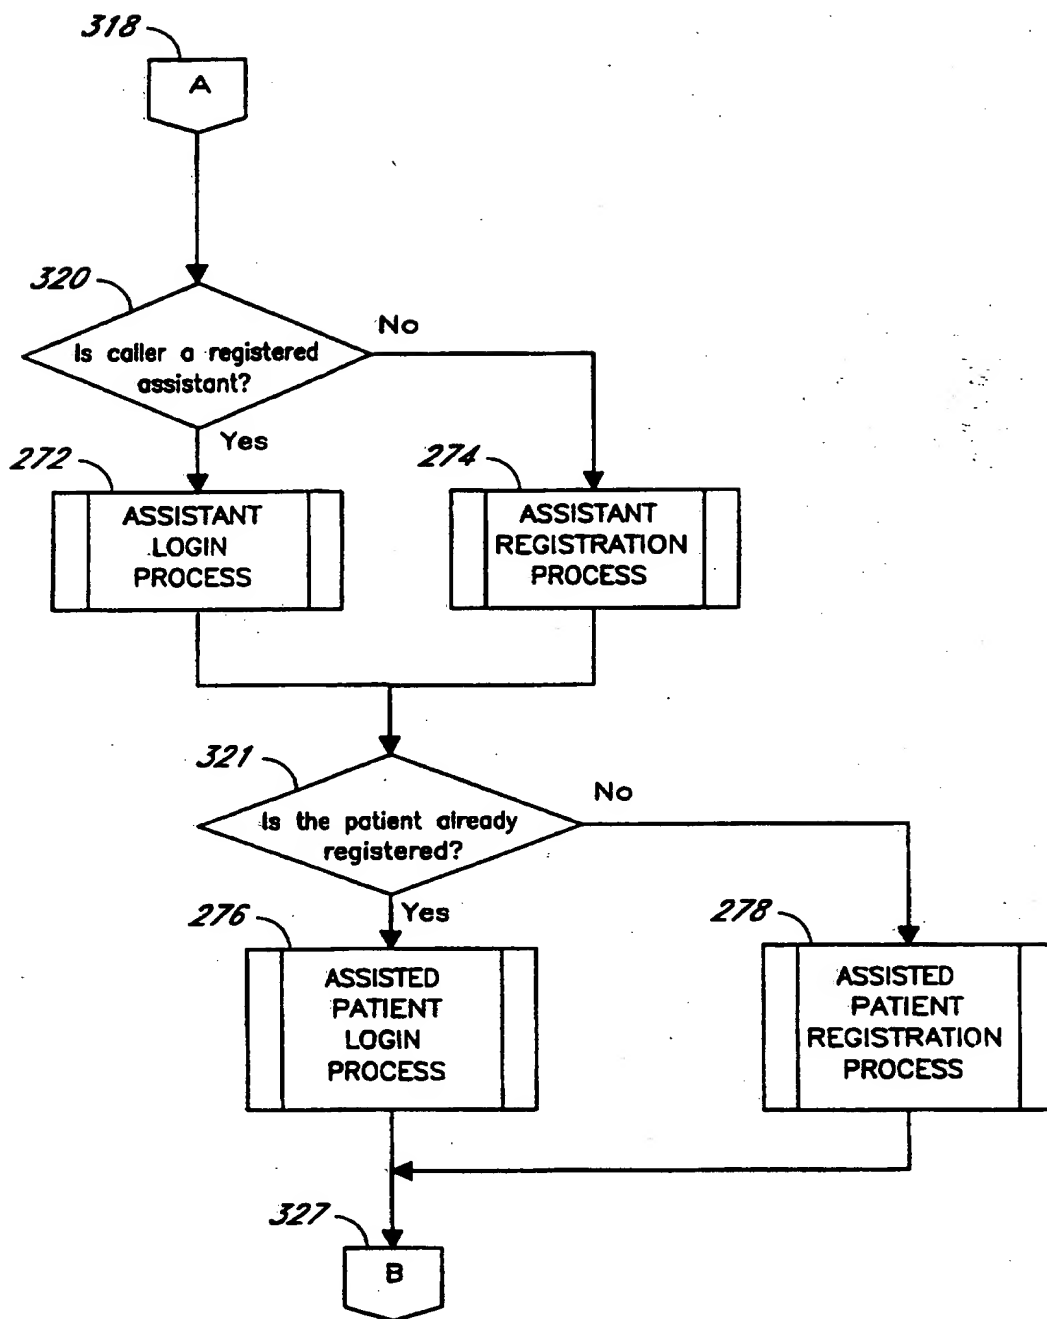 318
A
320
Is caller a registered
assistant?
No
Yes
272
ASSISTANT
LOGIN
PROCESS
274
ASSISTANT
REGISTRATION
PROCESS
321
Is the patient already
registered?
No
Yes
276
ASSISTED
PATIENT
LOGIN
PROCESS
278
ASSISTED
PATIENT
REGISTRATION
PROCESS
327
B